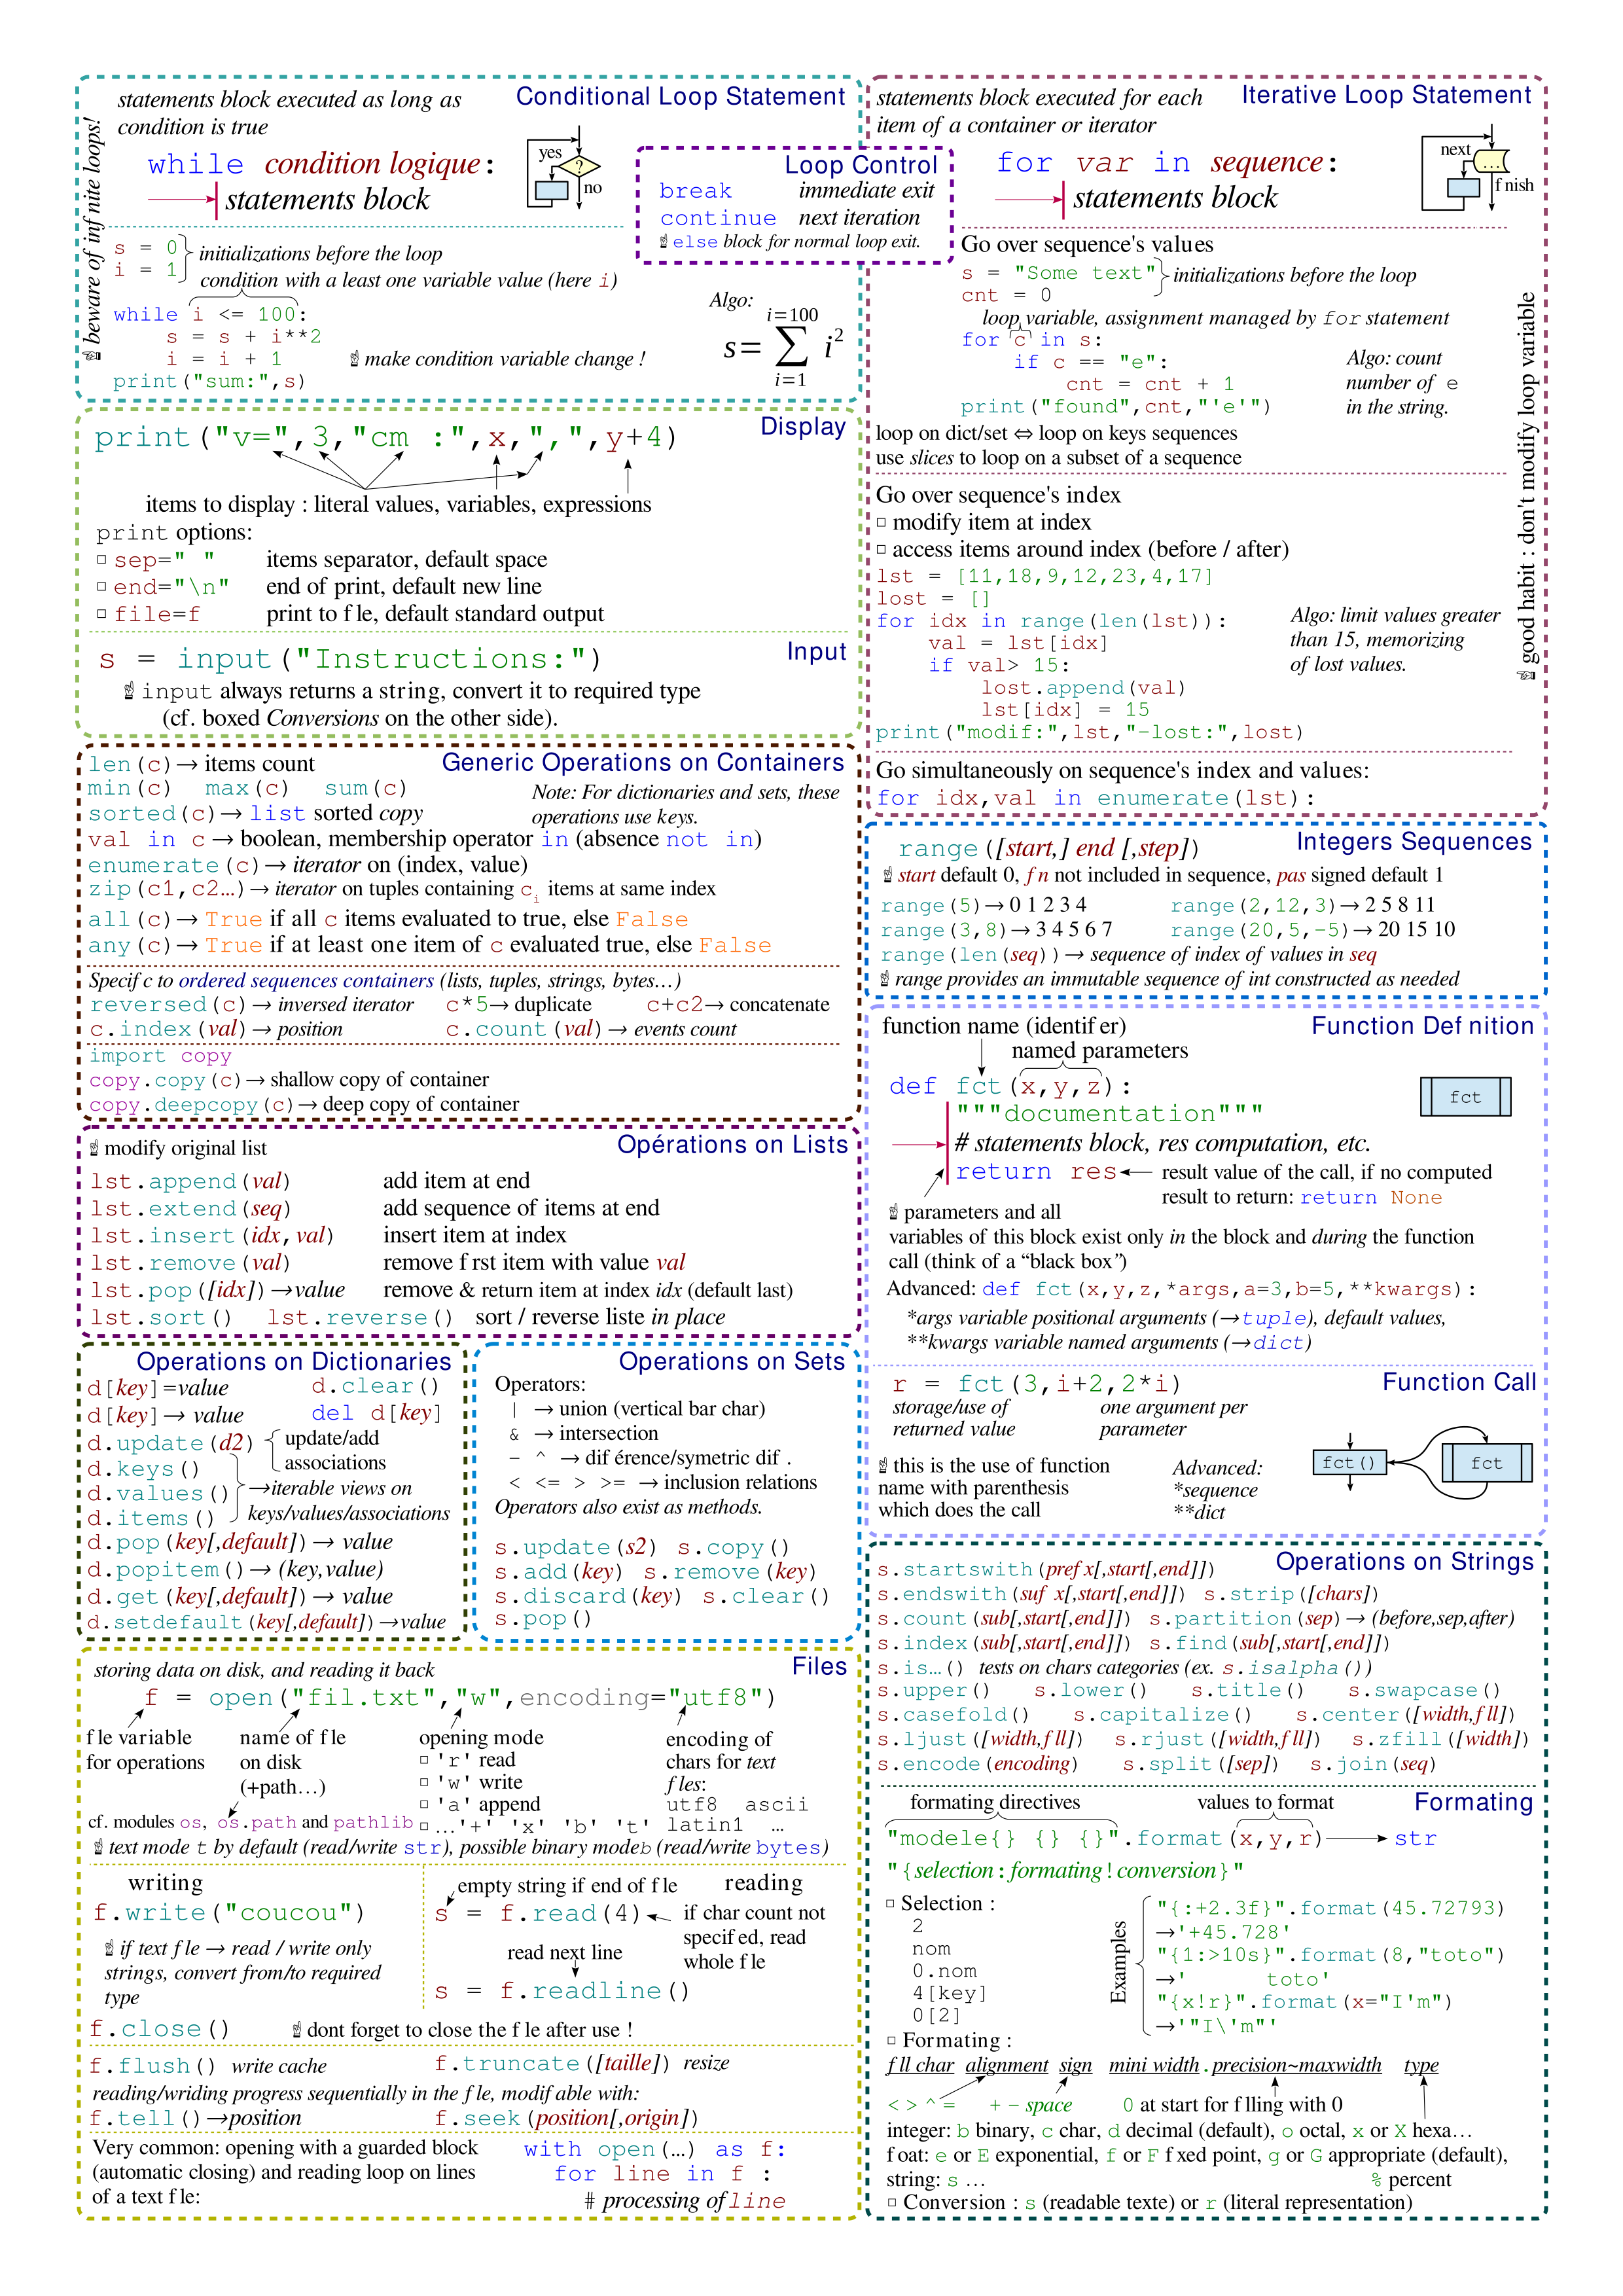 Conditional Loop Statement
statements block executed as long as
condition is true
☝ beware of inf nite loops!
while condition logique:
statements block
yes
?
no
Loop Control
break immediate exit
continue next iteration
☝ else block for normal loop exit.
s = 0
i = 1
initializations before the loop
condition with a least one variable value (here i)
while i <= 100:
s = s + i**2
i = i + 1
☝ make condition variable change !
print("sum:",s)
Algo:
i=100
s= ∑ i²
i=1
Display
print("v=",3,"cm :",x,",",y+4)
items to display : literal values, variables, expressions
print options:
□ sep=" " items separator, default space
□ end="\n" end of print, default new line
□ file=f print to f le, default standard output
Input
s = input("Instructions:")
☝ input always returns a string, convert it to required type
(cf. boxed Conversions on the other side).
Generic Operations on Containers
len(c)→ items count
min(c) max(c) sum(c)
sorted(c)→ list sorted copy
Note: For dictionaries and sets, these
operations use keys.
val in c → boolean, membership operator in (absence not in)
enumerate(c)→ iterator on (index, value)
zip(c1,c2…)→ iterator on tuples containing cᵢ items at same index
all(c)→ True if all c items evaluated to true, else False
any(c)→ True if at least one item of c evaluated true, else False
Specif c to ordered sequences containers (lists, tuples, strings, bytes…)
reversed(c)→ inversed iterator c*5→ duplicate c+c2→ concatenate
c.index(val)→ position c.count(val)→ events count
import copy
copy.copy(c)→ shallow copy of container
copy.deepcopy(c)→ deep copy of container
Opérations on Lists
☝ modify original list
lst.append(val) add item at end
lst.extend(seq) add sequence of items at end
lst.insert(idx,val) insert item at index
lst.remove(val) remove f rst item with value val
lst.pop([idx])→value remove & return item at index idx (default last)
lst.sort() lst.reverse() sort / reverse liste in place
Operations on Dictionaries
d[key]=value d.clear()
d[key]→ value del d[key]
d.update(d2) update/add
associations
d.keys()
d.values() →iterable views on
d.items() keys/values/associations
d.pop(key[,default])→ value
d.popitem()→ (key,value)
d.get(key[,default])→ value
d.setdefault(key[,default])→value
Operations on Sets
Operators:
| → union (vertical bar char)
& → intersection
- ^ → dif érence/symetric dif .
< <= > >= → inclusion relations
Operators also exist as methods.
s.update(s2) s.copy()
s.add(key) s.remove(key)
s.discard(key) s.clear()
s.pop()
Files
storing data on disk, and reading it back
f = open("fil.txt","w",encoding="utf8")
f le variable
for operations
name of f le
on disk
(+path…)
opening mode
□ 'r' read
□ 'w' write
□ 'a' append
□ …'+' 'x' 'b' 't'
encoding of
chars for text
f les:
utf8 ascii
latin1 …
cf. modules os, os.path and pathlib
☝ text mode t by default (read/write str), possible binary mode b (read/write bytes)
writing
f.write("coucou")
☝ if text f le → read / write only
strings, convert from/to required
type
empty string if end of f le
reading
s = f.read(4)
if char count not
specif ed, read
whole f le
read next line
s = f.readline()
f.close() ☝ dont forget to close the f le after use !
f.flush() write cache f.truncate([taille]) resize
reading/wriding progress sequentially in the f le, modif able with:
f.tell()→position f.seek(position[,origin])
Very common: opening with a guarded block
(automatic closing) and reading loop on lines
of a text f le:
with open(…) as f:
for line in f :
# processing of line
Iterative Loop Statement
statements block executed for each
item of a container or iterator
for var in sequence:
statements block
next
…
f nish
Go over sequence's values
s = "Some text"
cnt = 0
initializations before the loop
loop variable, assignment managed by for statement
for c in s:
if c == "e":
cnt = cnt + 1
print("found",cnt,"'e'")
Algo: count
number of e
in the string.
loop on dict/set ⇔ loop on keys sequences
use slices to loop on a subset of a sequence
☝ good habit : don't modify loop variable
Go over sequence's index
□ modify item at index
□ access items around index (before / after)
lst = [11,18,9,12,23,4,17]
lost = []
for idx in range(len(lst)):
val = lst[idx]
if val> 15:
lost.append(val)
lst[idx] = 15
print("modif:",lst,"-lost:",lost)
Algo: limit values greater
than 15, memorizing
of lost values.
Go simultaneously on sequence's index and values:
for idx,val in enumerate(lst):
Integers Sequences
range([start,] end [,step])
☝ start default 0, f n not included in sequence, pas signed default 1
range(5)→ 0 1 2 3 4 range(2,12,3)→ 2 5 8 11
range(3,8)→ 3 4 5 6 7 range(20,5,-5)→ 20 15 10
range(len(seq))→ sequence of index of values in seq
☝ range provides an immutable sequence of int constructed as needed
Function Def nition
function name (identif er)
named parameters
def fct(x,y,z):
"""documentation"""
# statements block, res computation, etc.
return res ← result value of the call, if no computed
result to return: return None
fct
☝ parameters and all
variables of this block exist only in the block and during the function
call (think of a “black box”)
Advanced: def fct(x,y,z,*args,a=3,b=5,**kwargs):
*args variable positional arguments (→tuple), default values,
**kwargs variable named arguments (→dict)
Function Call
r = fct(3,i+2,2*i)
storage/use of
returned value
one argument per
parameter
☝ this is the use of function
name with parenthesis
which does the call
Advanced:
*sequence
**dict
fct()
fct
Operations on Strings
s.startswith(pref x[,start[,end]])
s.endswith(suf x[,start[,end]]) s.strip([chars])
s.count(sub[,start[,end]]) s.partition(sep)→ (before,sep,after)
s.index(sub[,start[,end]]) s.find(sub[,start[,end]])
s.is…() tests on chars categories (ex. s.isalpha())
s.upper() s.lower() s.title() s.swapcase()
s.casefold() s.capitalize() s.center([width,f ll])
s.ljust([width,f ll]) s.rjust([width,f ll]) s.zfill([width])
s.encode(encoding) s.split([sep]) s.join(seq)
Formating
formating directives values to format
"modele{} {} {}".format(x,y,r) → str
"{selection:formating!conversion}"
□ Selection :
2
nom
0.nom
4[key]
0[2]
Examples
"{:+2.3f}".format(45.72793)
→'+45.728'
"{1:>10s}".format(8,"toto")
→'      toto'
"{x!r}".format(x="I'm")
→'"I\'m"'
□ Formating :
f ll char alignment sign mini width.precision~maxwidth type
< > ^ = + - space 0 at start for f lling with 0
integer: b binary, c char, d decimal (default), o octal, x or X hexa…
f oat: e or E exponential, f or F f xed point, g or G appropriate (default),
string: s … % percent
□ Conversion : s (readable texte) or r (literal representation)